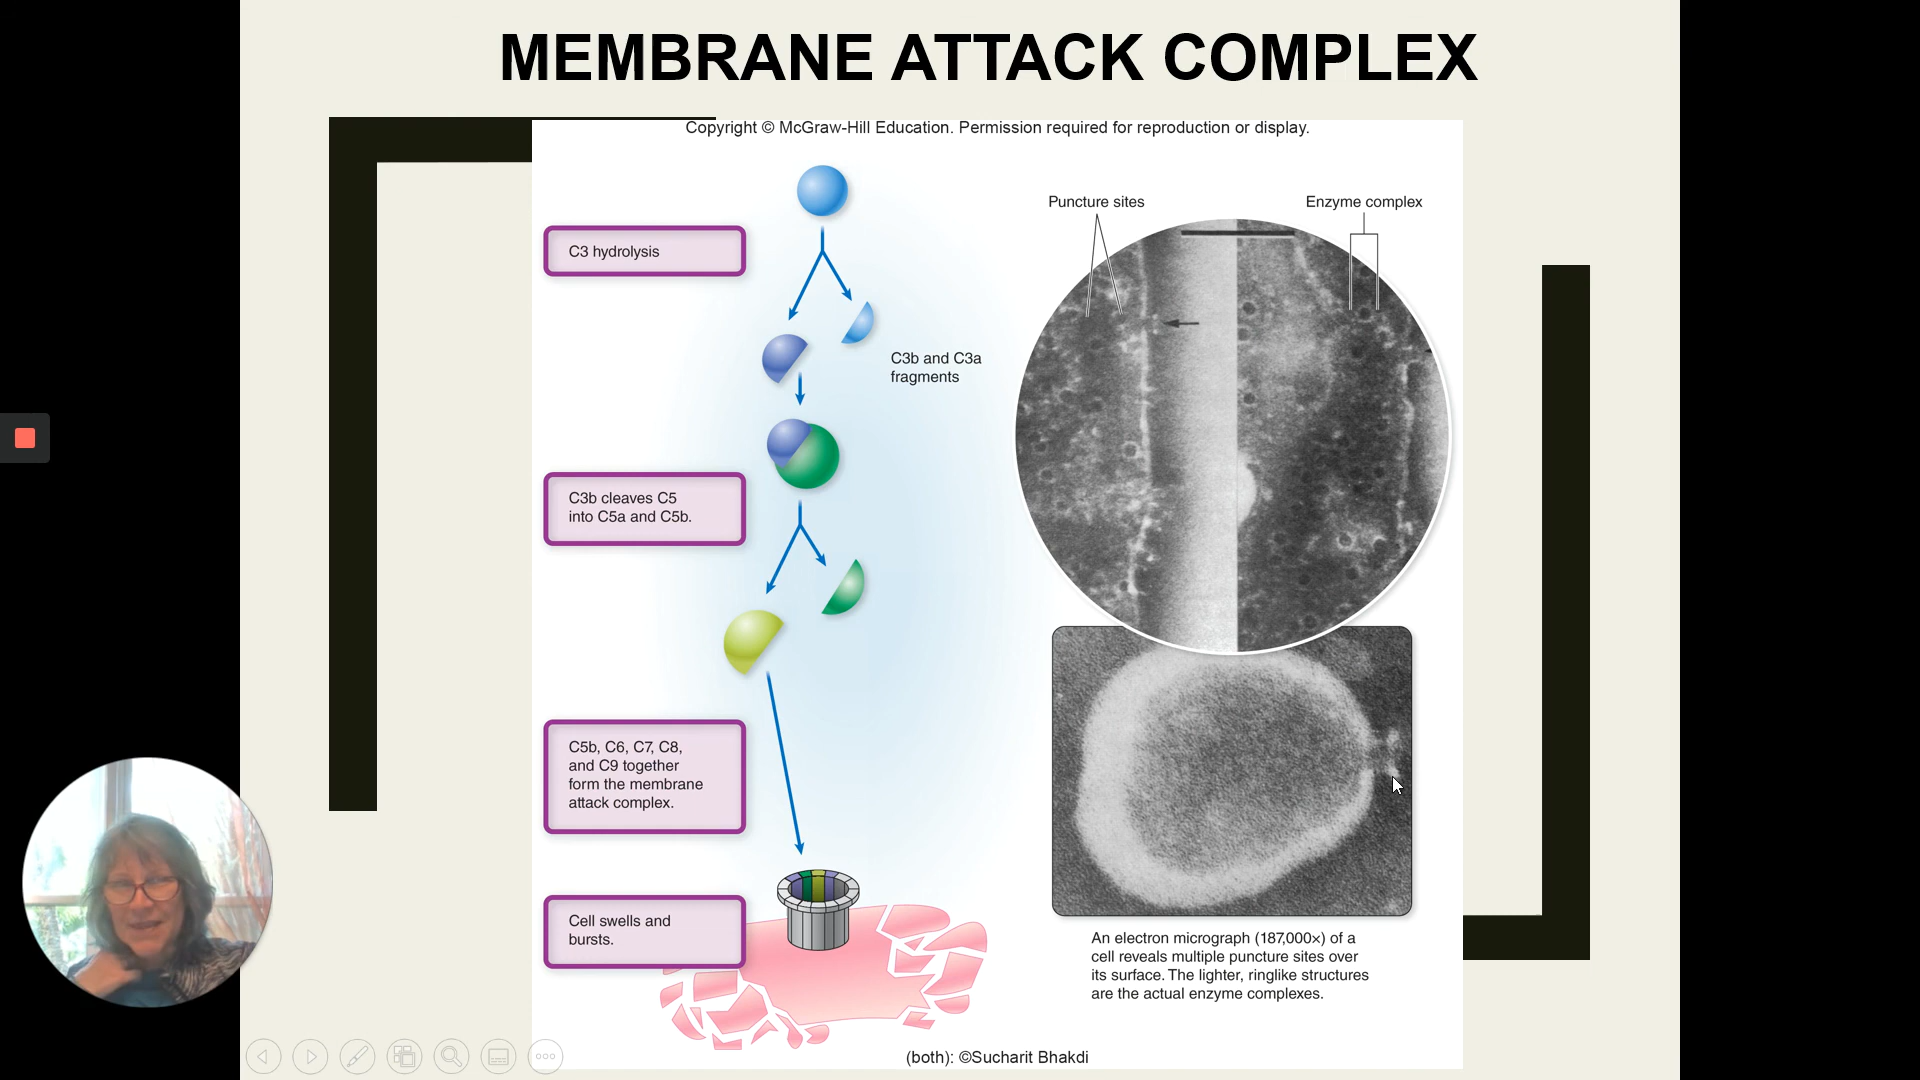 MEMBRANE ATTACK COMPLEX
Copyright © McGraw-Hill Education. Permission required for reproduction or display.
C3 hydrolysis
C3b and C3a
fragments
C3b cleaves C5
into C5a and C5b.
C5b, C6, C7, C8,
and C9 together
form the membrane
attack complex.
Cell swells and
bursts.
Puncture sites
Enzyme complex
An electron micrograph (187,000×) of a
cell reveals multiple puncture sites over
its surface. The lighter, ringlike structures
are the actual enzyme complexes.
(both): ©Sucharit Bhakdi